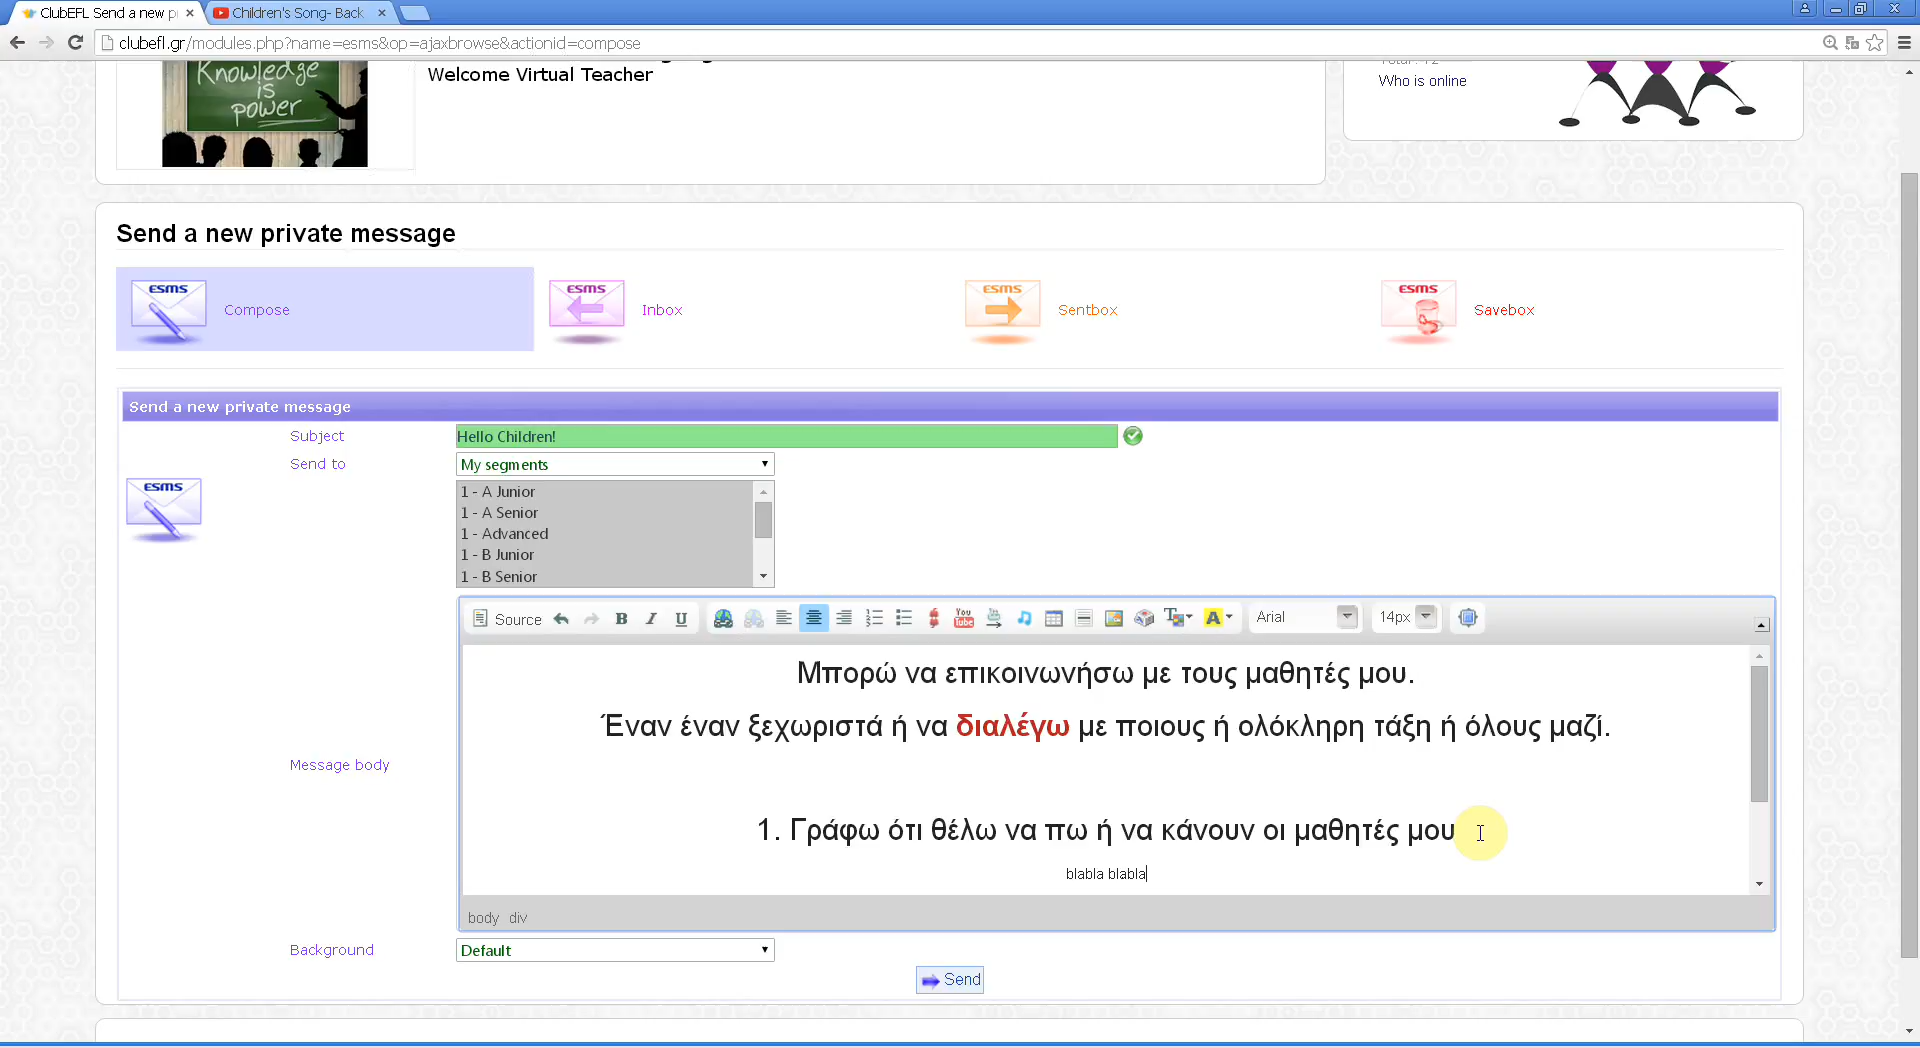 ClubEFL Send a new p
Children's Song- Back
clubefl.gr/modules.php?name=esms&op=ajaxbrowse&actionid=compose
Knowledge
is
power
Welcome Virtual Teacher
Who is online
Send a new private message
ESMS
Compose
ESMS
Inbox
ESMS
Sentbox
ESMS
Savebox
Send a new private message
Subject
Hello Children!
Send to
My segments
ESMS
1 - A Junior
1 - A Senior
1 - Advanced
1 - B Junior
1 - B Senior
Source B I U You Tube T A Arial 14px
Μπορώ να επικοινωνήσω με τους μαθητές μου.
Έναν έναν ξεχωριστά ή να διαλέγω με ποιους ή ολόκληρη τάξη ή όλους μαζί.
Message body
1. Γράφω ότι θέλω να πω ή να κάνουν οι μαθητές μου
blabla blabla
body div
Background
Default
Send